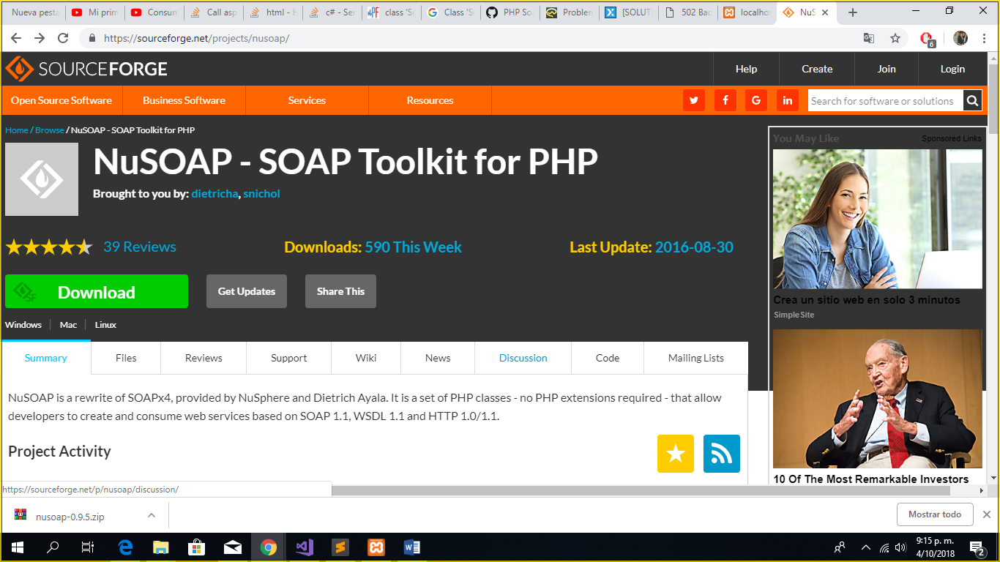 Nueva pesta
Mi prim
Consum
Call asp
html - H
c# - Ser
class 'So
Class 'S
PHP So
Problem
[SOLUTI
502 Bac
localhos
NuS
https://sourceforge.net/projects/nusoap/
6
SOURCEFORGE
Help
Create
Join
Login
Open Source Software
Business Software
Services
Resources
Search for software or solutions
Home / Browse / NuSOAP - SOAP Toolkit for PHP
NuSOAP - SOAP Toolkit for PHP
Brought to you by: dietricha, snichol
39 Reviews
Downloads: 590 This Week
Last Update: 2016-08-30
SF
Download
Get Updates
Share This
Windows
Mac
Linux
Summary
Files
Reviews
Support
Wiki
News
Discussion
Code
Mailing Lists
NuSOAP is a rewrite of SOAPx4, provided by NuSphere and Dietrich Ayala. It is a set of PHP classes - no PHP extensions required - that allow
developers to create and consume web services based on SOAP 1.1, WSDL 1.1 and HTTP 1.0/1.1.
Project Activity
You May Like
Sponsored Links
Crea un sitio web en solo 3 minutos
SimpleSite
10 Of The Most Remarkable Investors
https://sourceforge.net/p/nusoap/discussion/
nusoap-0.9.5.zip
Mostrar todo
9:15 p. m.
4/10/2018
2